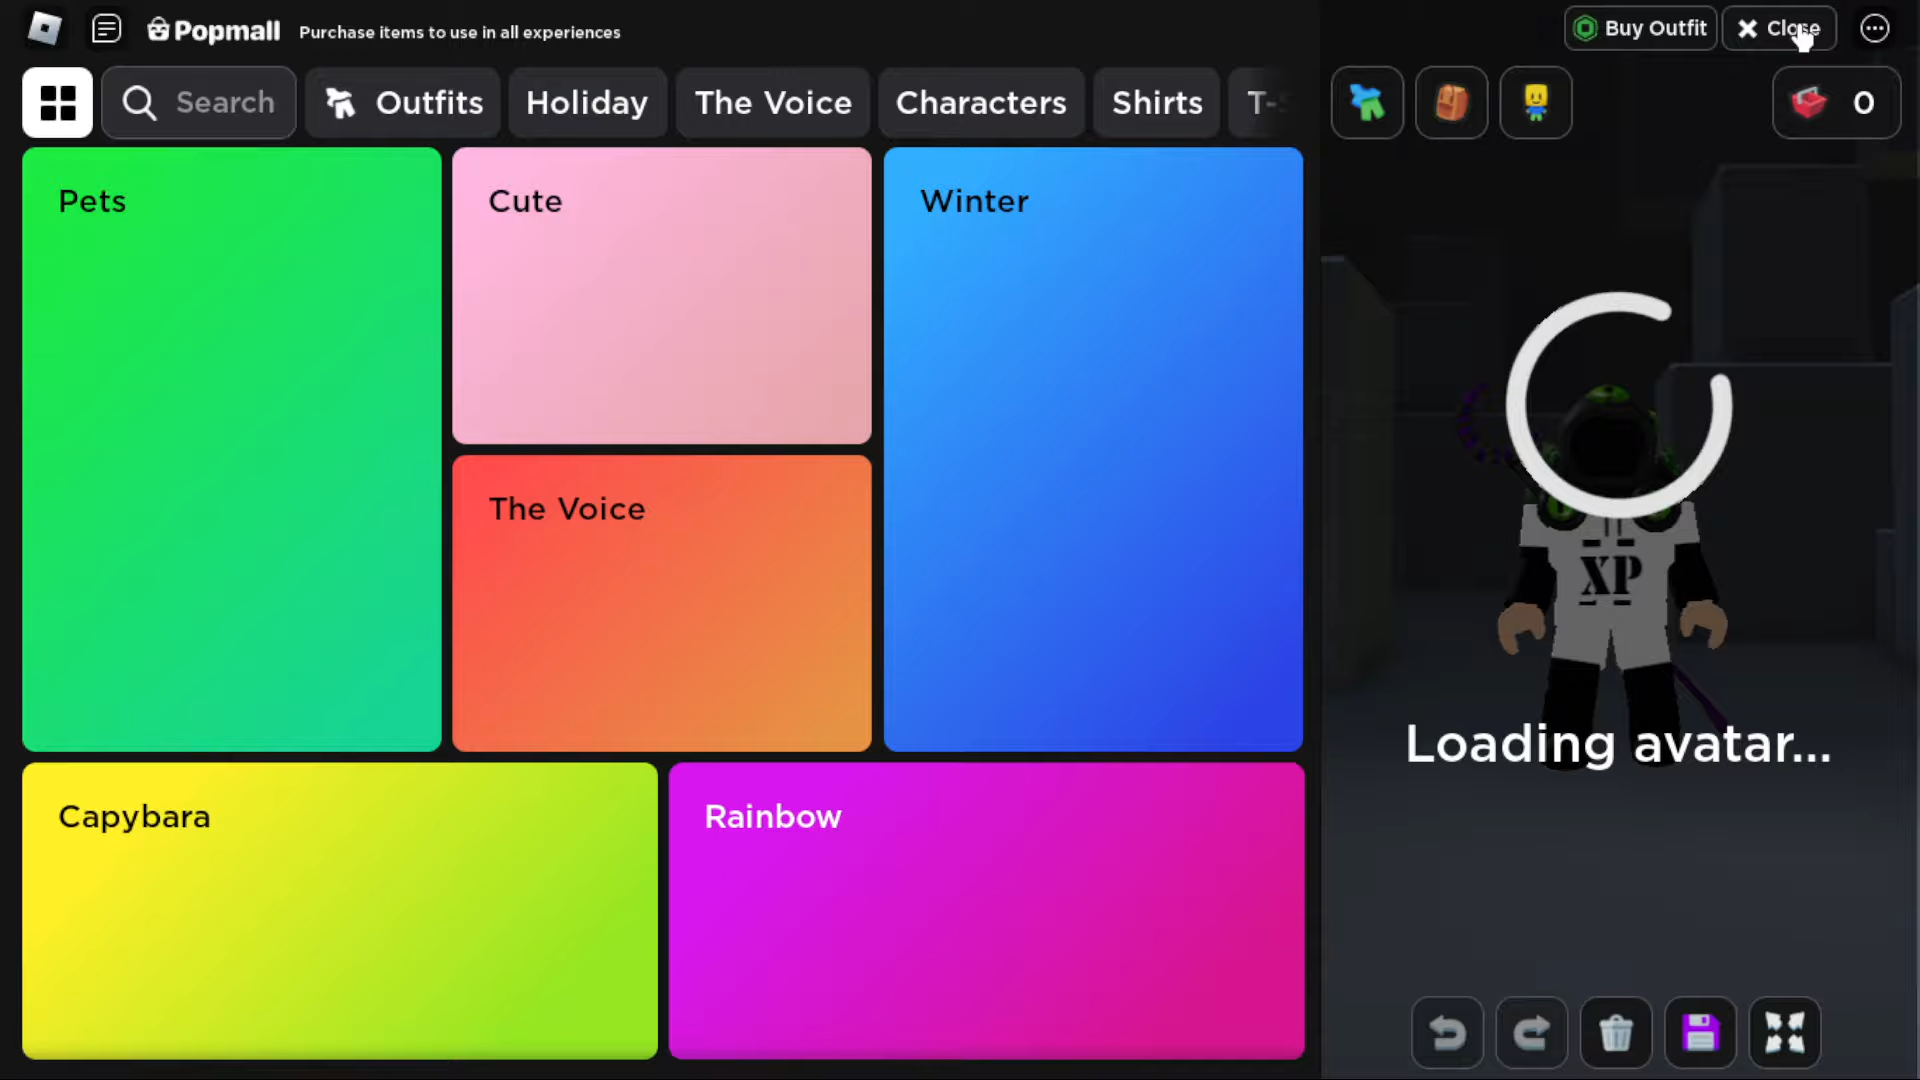 Popmall Purchase items to use in all experiences
Buy Outfit
Close
Search
Outfits
Holiday
The Voice
Characters
Shirts
T-
0
Pets
Cute
Winter
The Voice
XP
Loading avatar...
Capybara
Rainbow